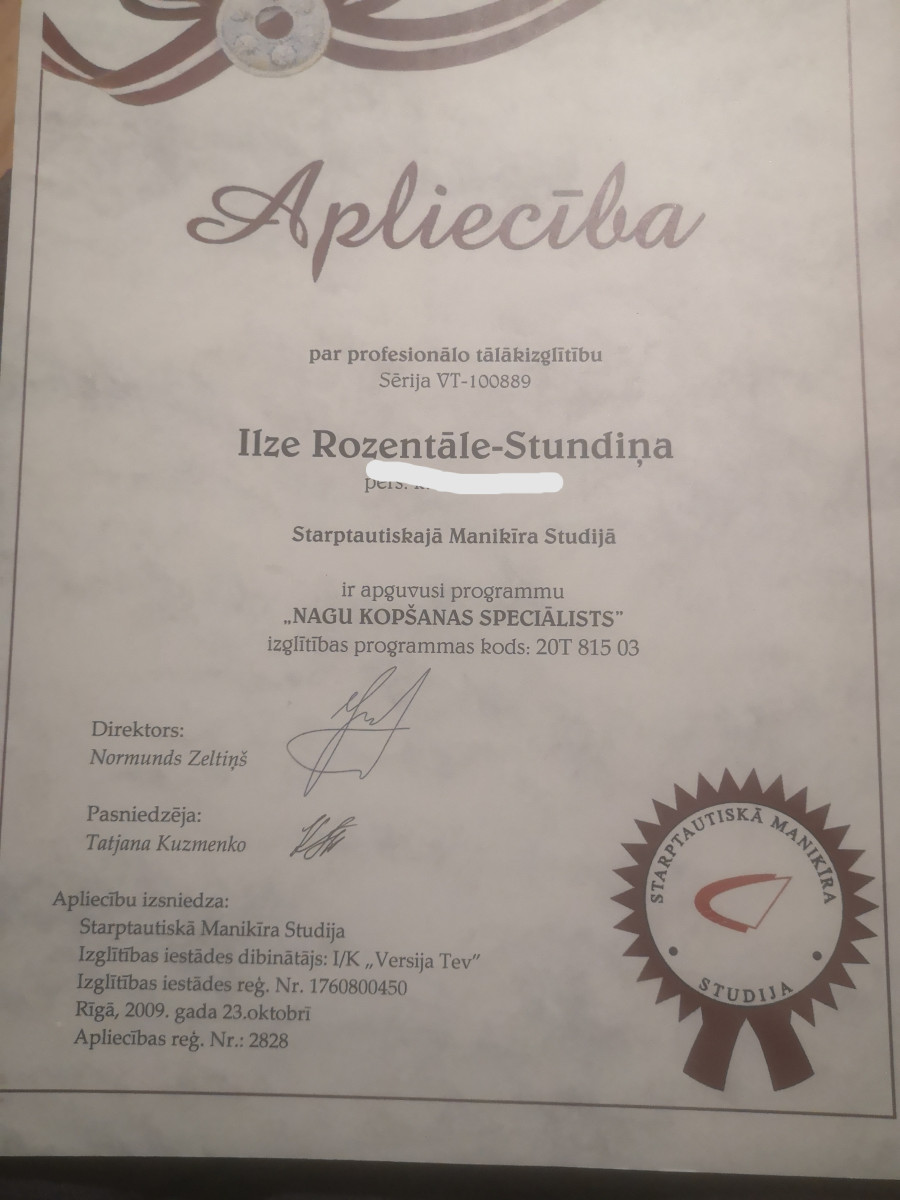 Apliecība
par profesionālo tālākizglītību
Sērija VT-100889
Ilze Rozentāle-Stundiņa
pers.
Starptautiskajā Manikīra Studijā
ir apguvusi programmu
„NAGU KOPŠANAS SPECIĀLISTS”
izglītības programmas kods: 20T 815 03
Direktors:
Normunds Zeltiņš
Pasniedzēja:
Tatjana Kuzmenko
Apliecību izsniedza:
Starptautiskā Manikīra Studija
Izglītības iestādes dibinātājs: I/K „Versija Tev”
Izglītības iestādes reģ. Nr. 1760800450
Rīgā, 2009. gada 23.oktobrī
Apliecības reģ. Nr.: 2828
STARPTAUTISKĀ MANIKĪRA
STUDIJA